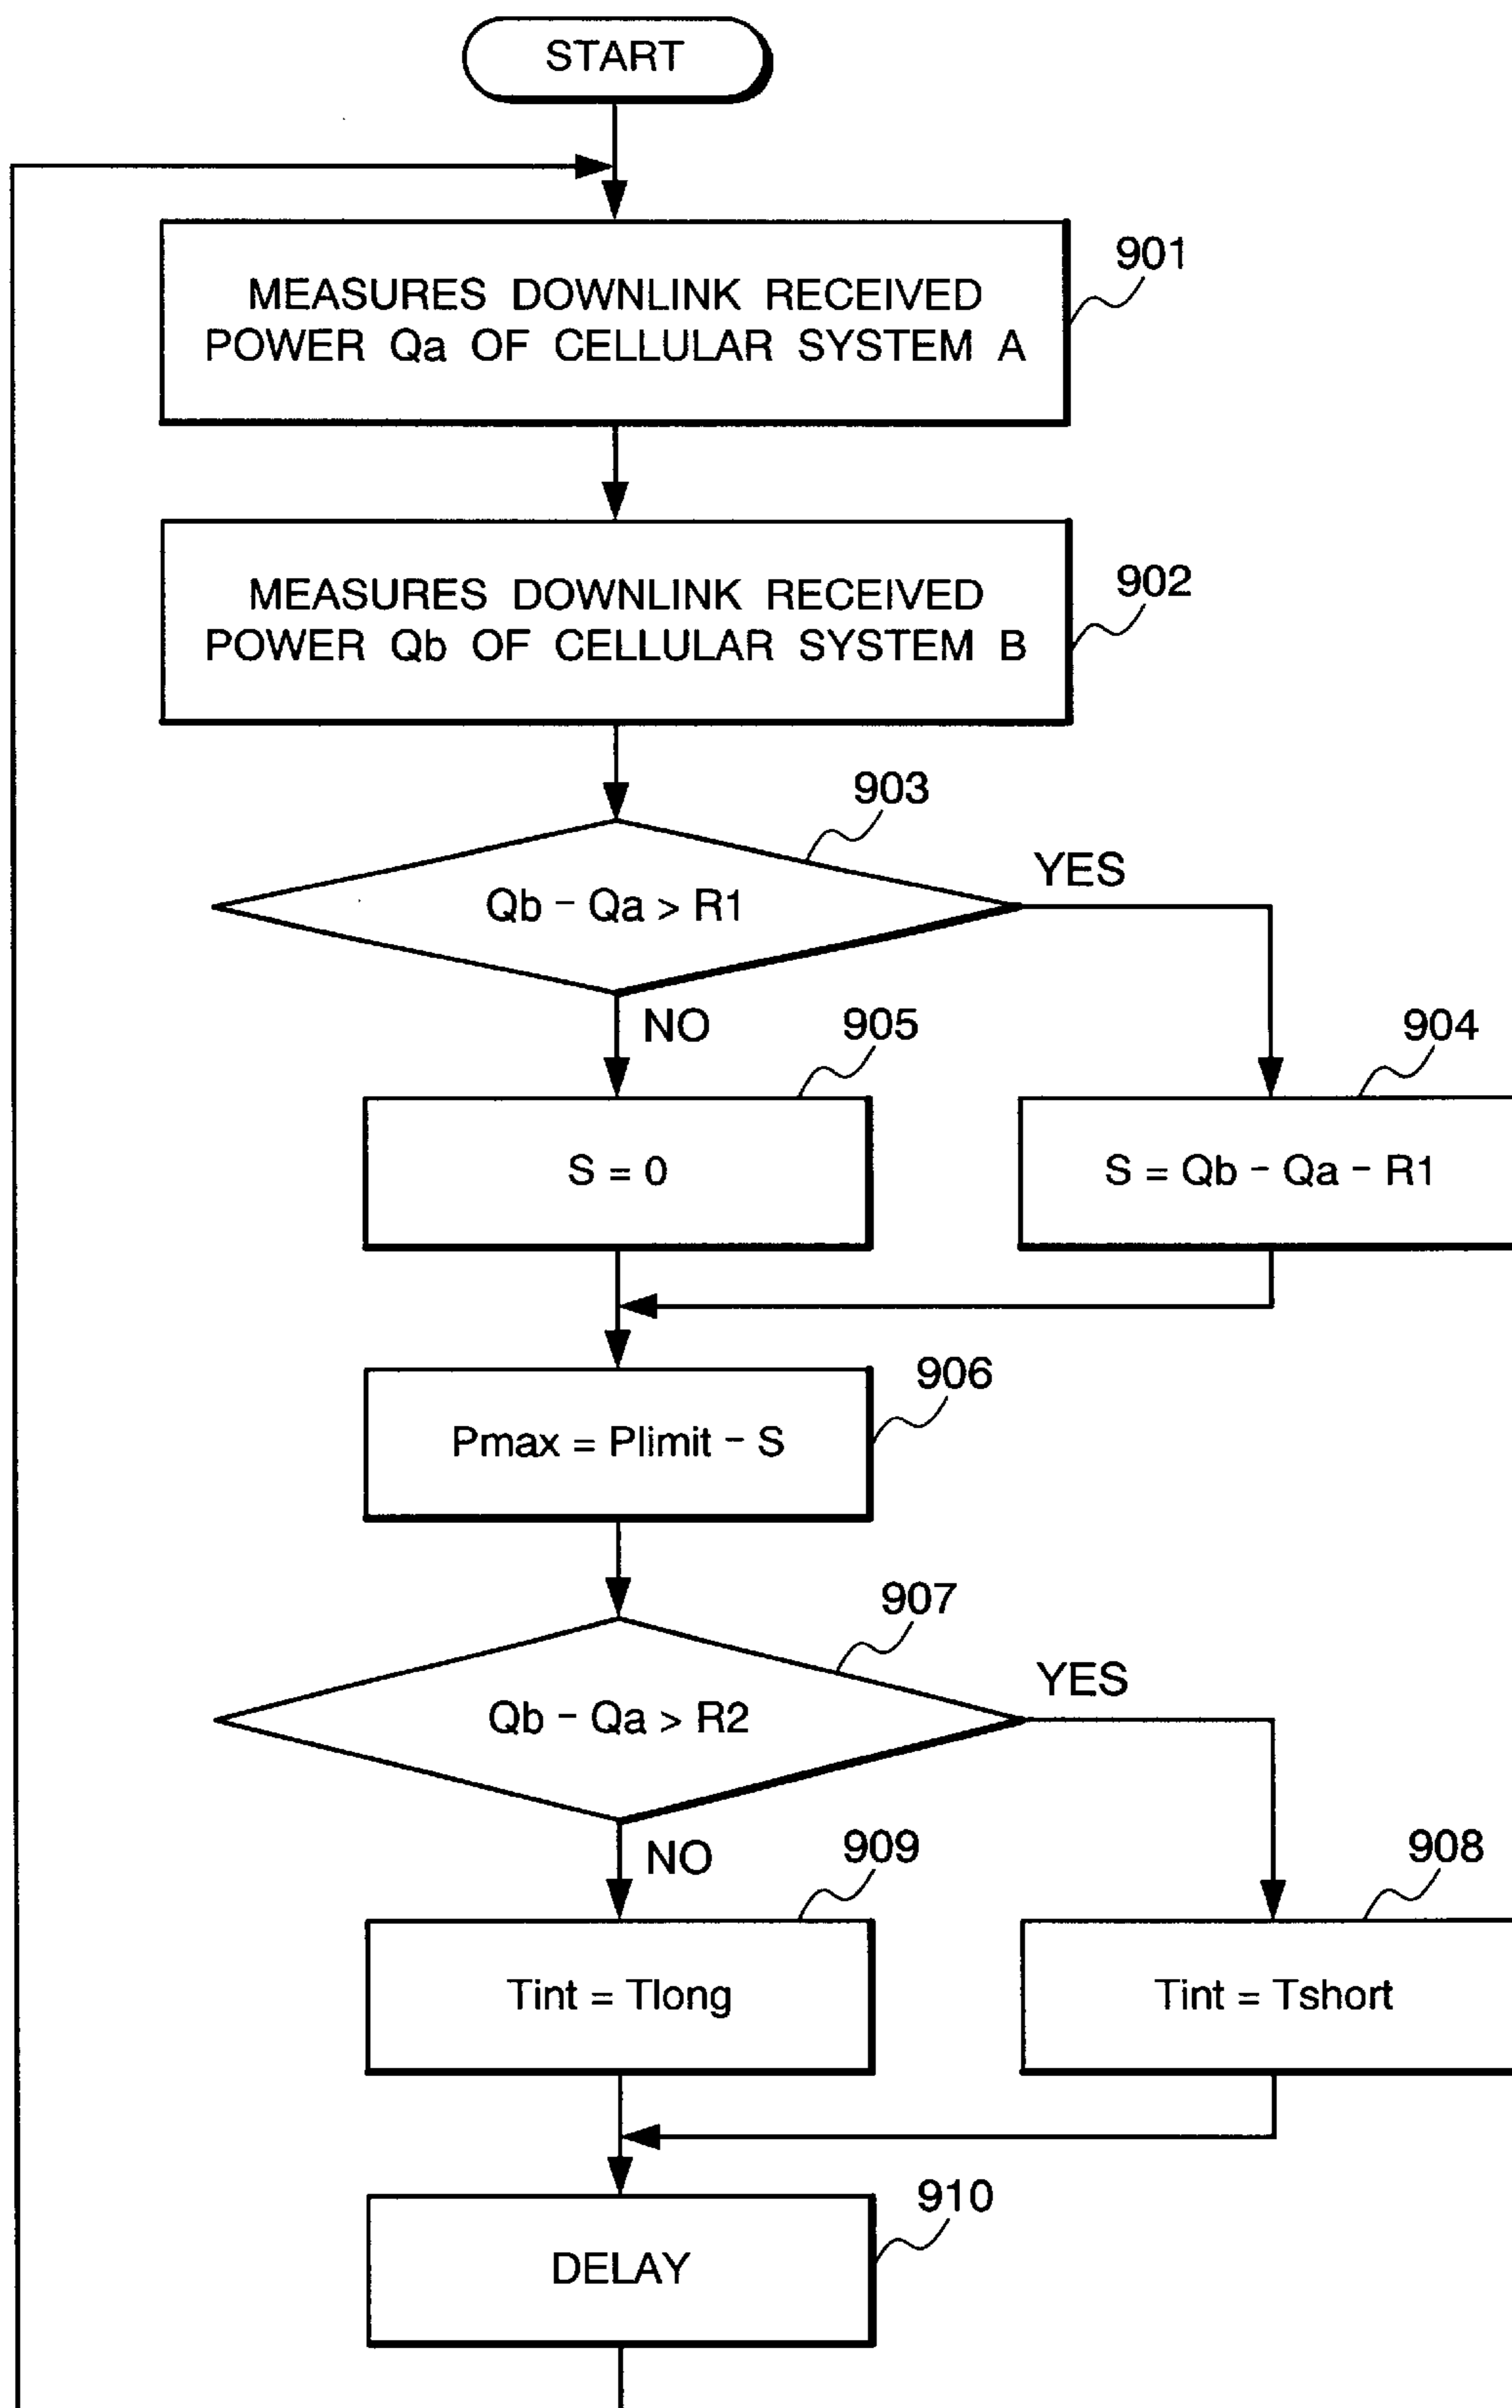 START
901
MEASURES DOWNLINK RECEIVED
POWER Qa OF CELLULAR SYSTEM A
902
MEASURES DOWNLINK RECEIVED
POWER Qb OF CELLULAR SYSTEM B
903
Qb - Qa > R1
YES
NO
905
904
S = 0
S = Qb - Qa - R1
906
Pmax = Plimit - S
907
Qb - Qa > R2
YES
NO
909
908
Tint = Tlong
Tint = Tshort
910
DELAY